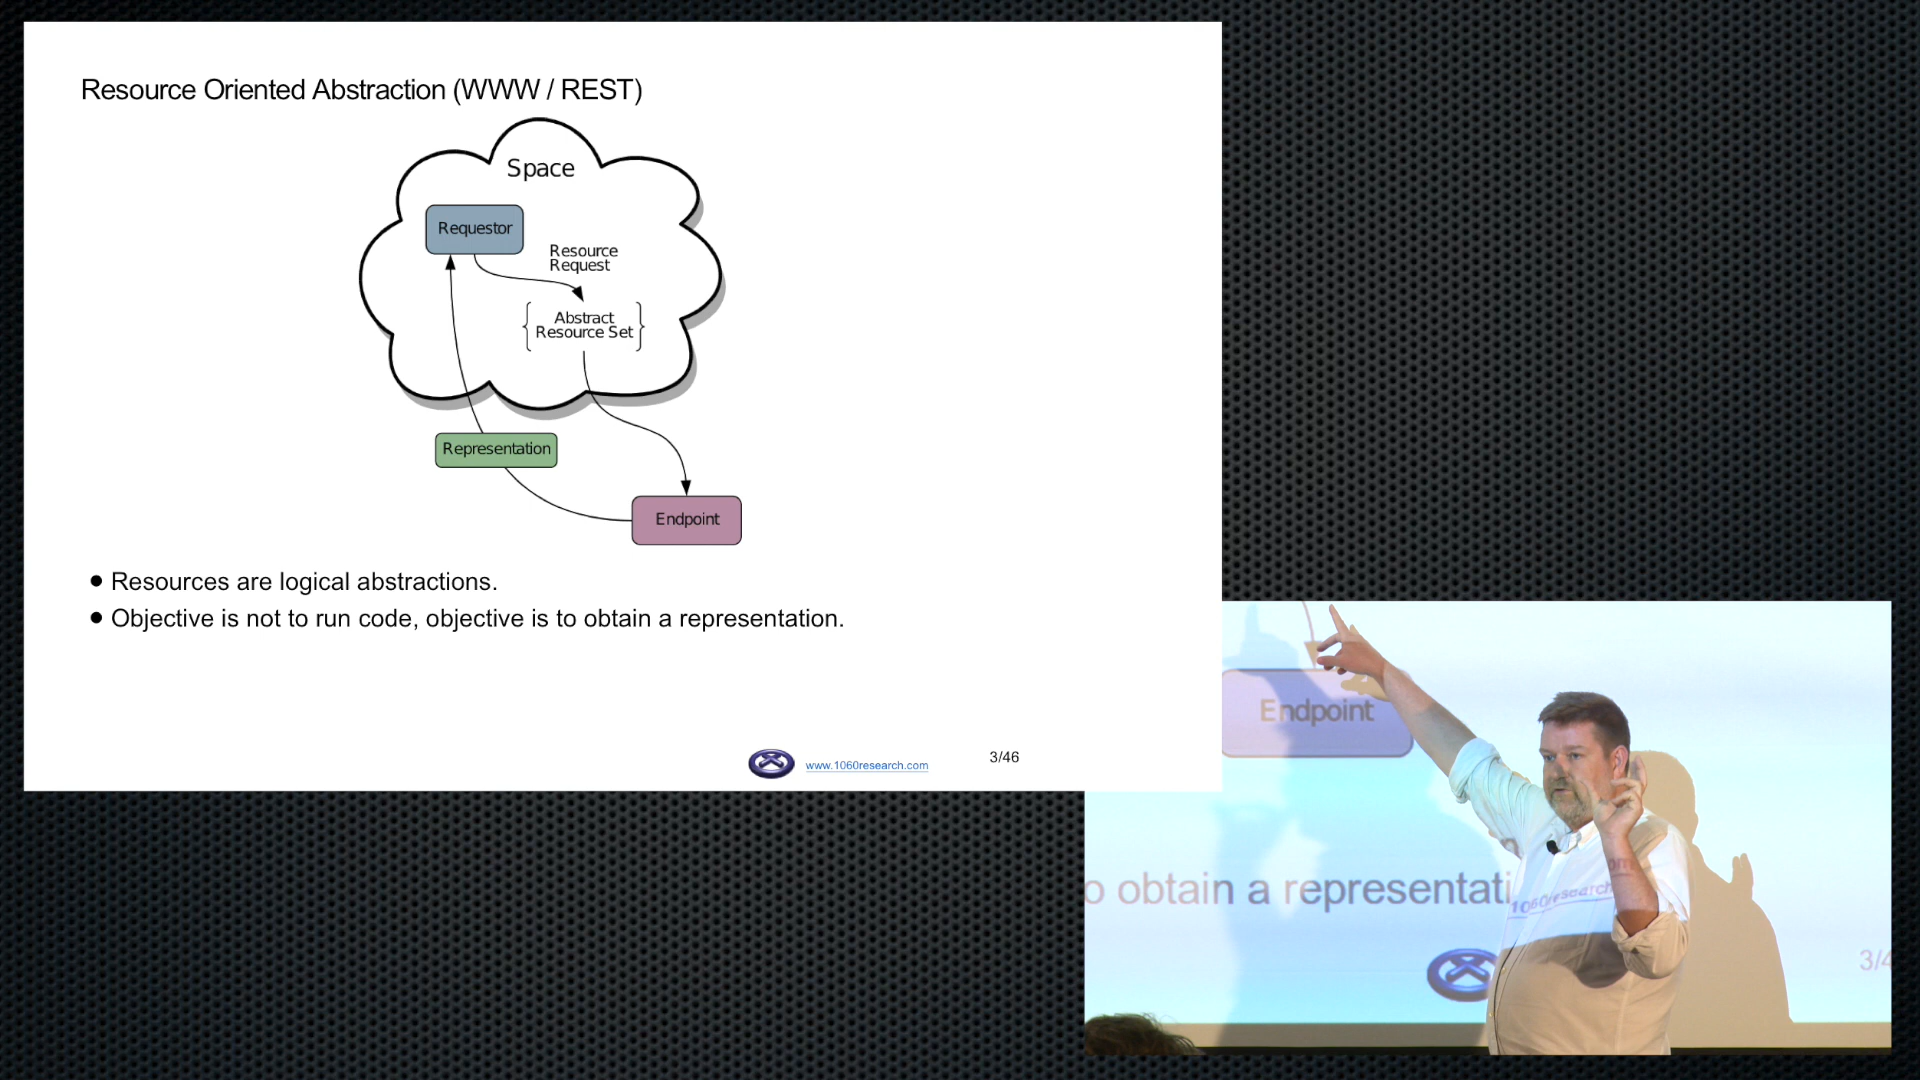 Resource Oriented Abstraction (WWW / REST)
Space
Requestor
Resource
Request
Abstract
Resource Set
Representation
Endpoint
● Resources are logical abstractions.
● Objective is not to run code, objective is to obtain a representation.
www.1060research.com
3/46
Endpoint
o obtain a representati
1060research
om
3/4